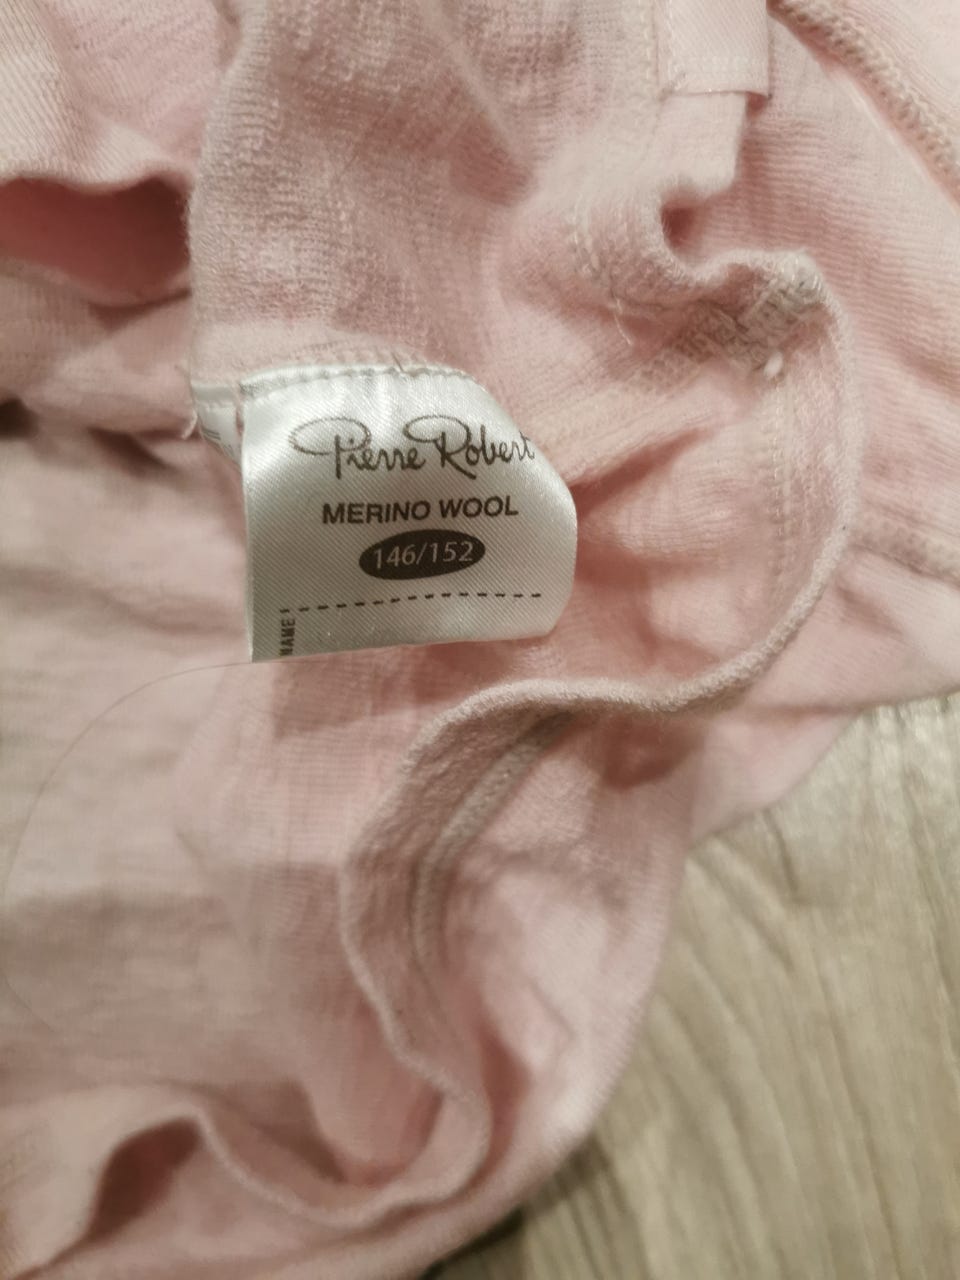 Pierre Robert
MERINO WOOL
146/152
NAME